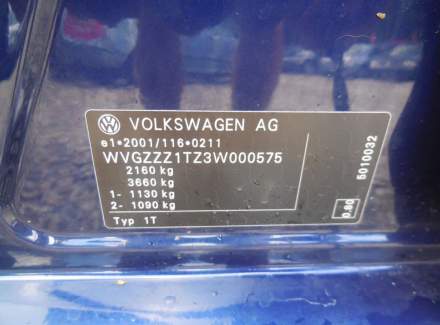 VOLKSWAGEN AG
e1*2001/116*0211
WVGZZZ1TZ3W000575
2160 kg
3660 kg
1- 1130 kg
2- 1090 kg
Typ 1T
5010032
0.80